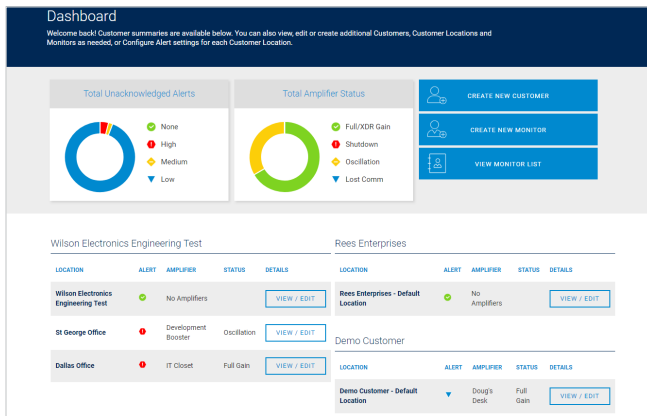 Dashboard
Welcome back! Customer summaries are available below. You can also view, edit or create additional Customers, Customer Locations and
Monitors as needed, or Configure Alert settings for each Customer Location.
Total Unacknowledged Alerts
None
High
Medium
Low
Total Amplifier Status
Full/XDR Gain
Shutdown
Oscillation
Lost Comm
CREATE NEW CUSTOMER
CREATE NEW MONITOR
VIEW MONITOR LIST
Wilson Electronics Engineering Test
LOCATION ALERT AMPLIFIER STATUS DETAILS
Wilson Electronics
Engineering Test
No Amplifiers
VIEW / EDIT
St George Office
Development
Booster
Oscillation
VIEW / EDIT
Dallas Office
IT Closet
Full Gain
VIEW / EDIT
Rees Enterprises
LOCATION ALERT AMPLIFIER STATUS DETAILS
Rees Enterprises - Default
Location
No
Amplifiers
VIEW / EDIT
Demo Customer
LOCATION ALERT AMPLIFIER STATUS DETAILS
Demo Customer - Default
Location
Doug's
Desk
Full
Gain
VIEW / EDIT